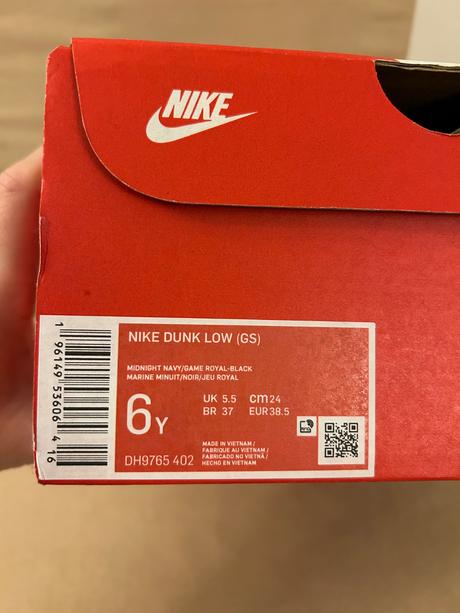 NIKE
NIKE DUNK LOW (GS)
MIDNIGHT NAVY/GAME ROYAL-BLACK
MARINE MINUIT/NOIR/JEU ROYAL
6Y
UK 5.5 cm 24
BR 37 EUR 38.5
MADE IN VIETNAM /
FABRIQUE AU VIETNAM /
FABRICADO NO VIETNÃ /
HECHO EN VIETNAM
DH9765 402
1 96149 53606 4 16